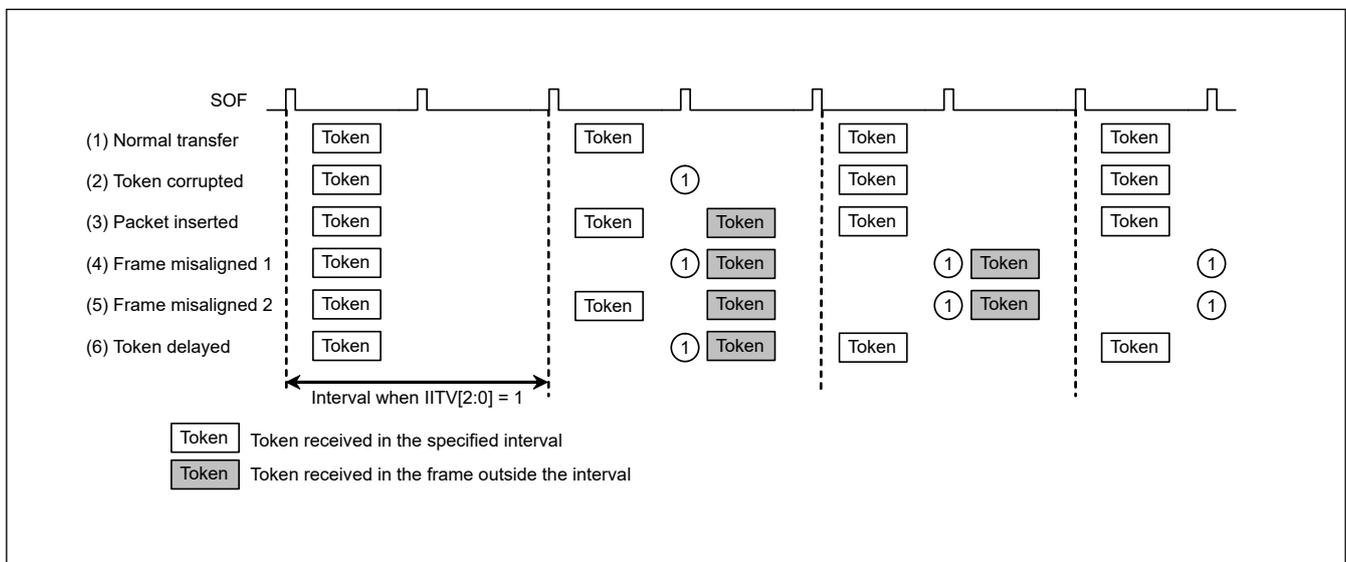 SOF
(1) Normal transfer Token Token Token Token
(2) Token corrupted Token 1 Token Token
(3) Packet inserted Token Token Token Token Token
(4) Frame misaligned 1 Token 1 Token 1 Token 1
(5) Frame misaligned 2 Token Token Token 1 Token 1
(6) Token delayed Token 1 Token Token Token
Interval when IITV[2:0] = 1
Token Token received in the specified interval
Token Token received in the frame outside the interval